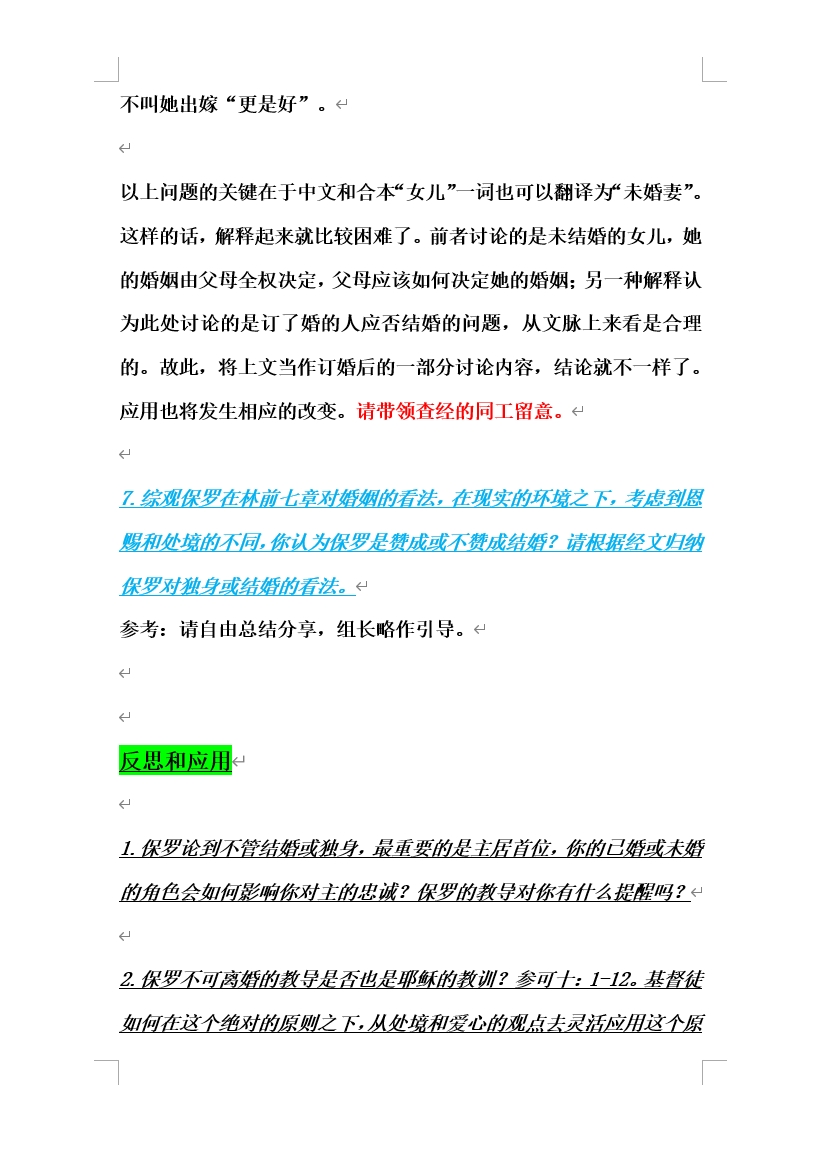 不叫她出嫁“更是好”。
以上问题的关键在于中文和合本“女儿”一词也可以翻译为“未婚妻”。
这样的话，解释起来就比较困难了。前者讨论的是未结婚的女儿，她
的婚姻由父母全权决定，父母应该如何决定她的婚姻；另一种解释认
为此处讨论的是订了婚的人应否结婚的问题，从文脉上来看是合理
的。故此，将上文当作订婚后的一部分讨论内容，结论就不一样了。
应用也将发生相应的改变。请带领查经的同工留意。
7.综观保罗在林前七章对婚姻的看法，在现实的环境之下，考虑到恩
赐和处境的不同，你认为保罗是赞成或不赞成结婚？请根据经文归纳
保罗对独身或结婚的看法。
参考：请自由总结分享，组长略作引导。
反思和应用
1.保罗论到不管结婚或独身，最重要的是主居首位，你的已婚或未婚
的角色会如何影响你对主的忠诚？保罗的教导对你有什么提醒吗？
2.保罗不可离婚的教导是否也是耶稣的教训？参可十：1-12。基督徒
如何在这个绝对的原则之下，从处境和爱心的观点去灵活应用这个原